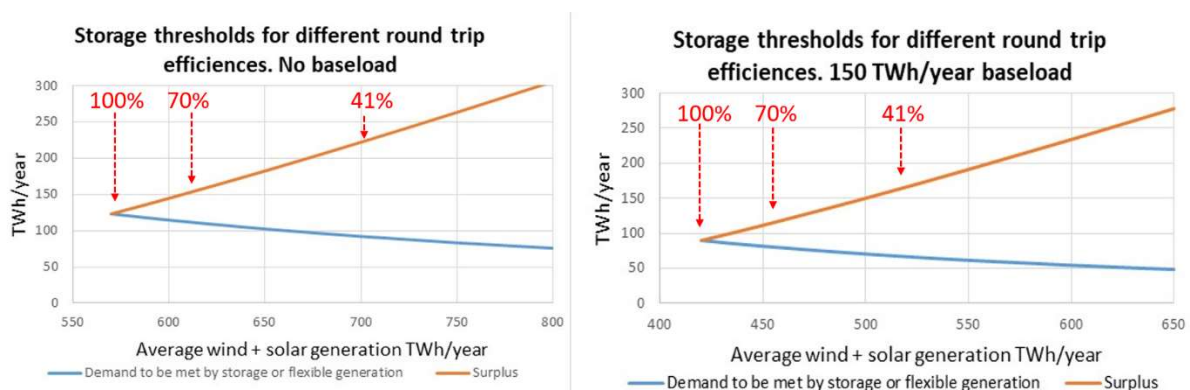 Storage thresholds for different round trip
efficiences. No baseload
300
250
200
150
100
50
0
TWh/year
100%
70%
41%
550
600
650
700
750
800
Average wind + solar generation TWh/year
Demand to be met by storage or flexible generation
Surplus
Storage thresholds for different round trip
efficiences. 150 TWh/year baseload
300
250
200
150
100
50
0
TWh/year
100%
70%
41%
400
450
500
550
600
650
Average wind + solar generation TWh/year
Demand to be met by storage or flexible generation
Surplus